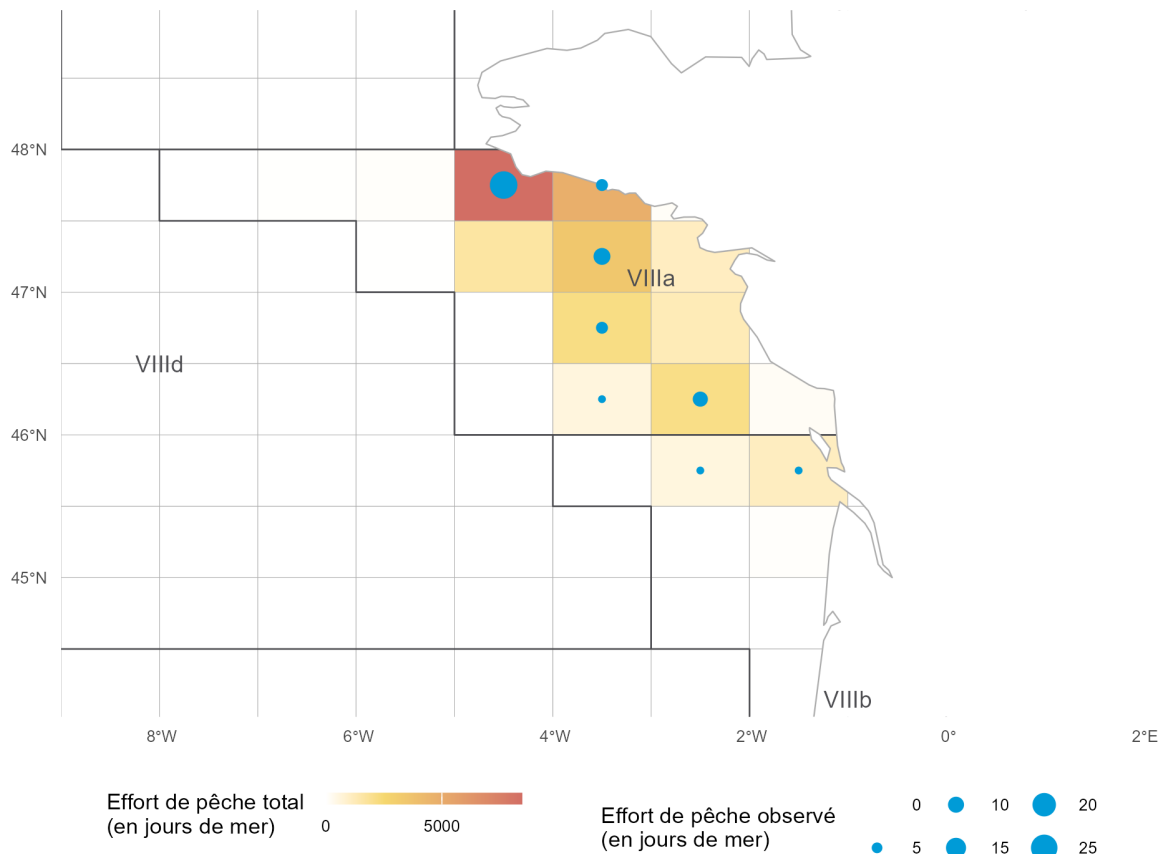 48°N
VIIIa
47°N
VIIId
46°N
45°N
VIIIb
8°W
6°W
4°W
2°W
0°
2°E
Effort de pêche total
(en jours de mer)
0
5000
Effort de pêche observé
(en jours de mer)
0
10
20
5
15
25